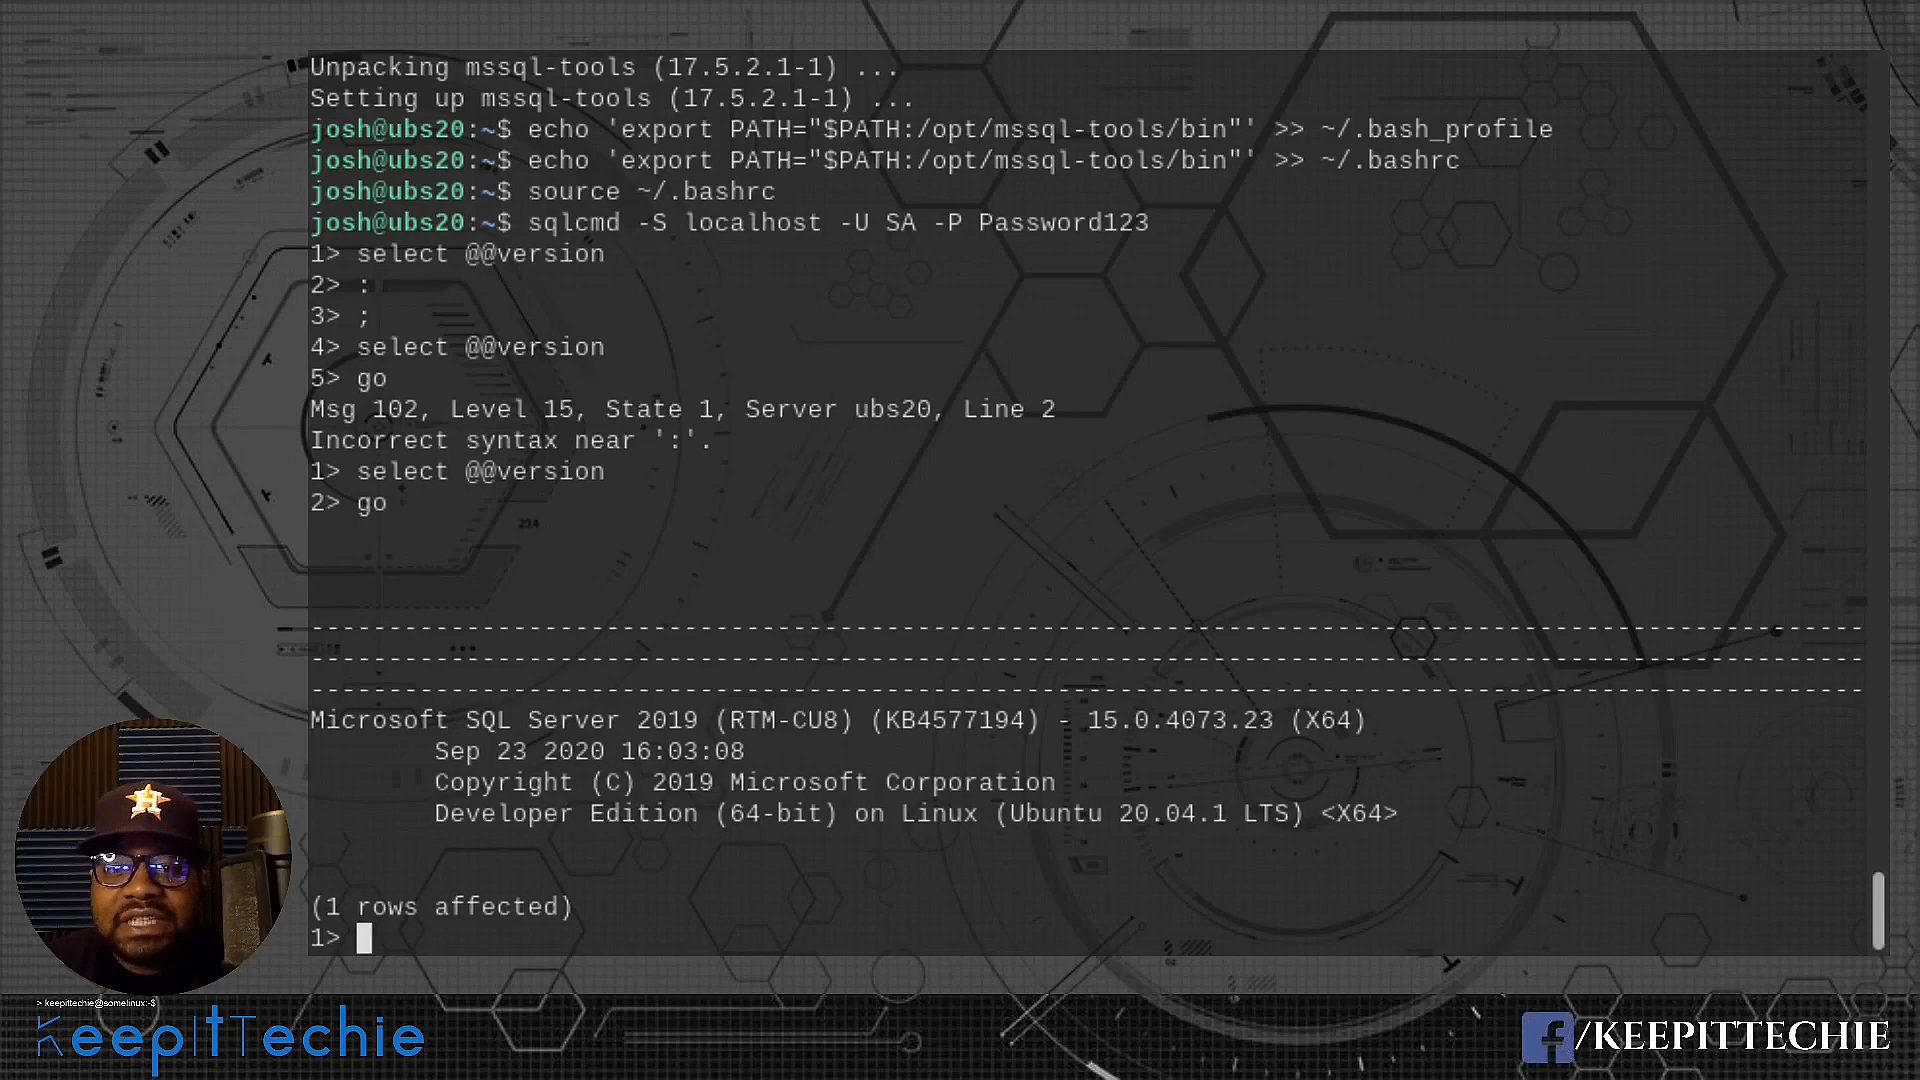 Unpacking mssql-tools (17.5.2.1-1) ...
Setting up mssql-tools (17.5.2.1-1) ...
josh@ubs20:~$ echo 'export PATH="$PATH:/opt/mssql-tools/bin"' >> ~/.bash_profile
josh@ubs20:~$ echo 'export PATH="$PATH:/opt/mssql-tools/bin"' >> ~/.bashrc
josh@ubs20:~$ source ~/.bashrc
josh@ubs20:~$ sqlcmd -S localhost -U SA -P Password123
1> select @@version
2> :
3> ;
4> select @@version
5> go
Msg 102, Level 15, State 1, Server ubs20, Line 2
Incorrect syntax near ':'.
1> select @@version
2> go
----------------------------------------------------------------------------------------------------
----------------------------------------------------------------------------------------------------
----------------------------------------------------------------------------------------------------
Microsoft SQL Server 2019 (RTM-CU8) (KB4577194) - 15.0.4073.23 (X64)
Sep 23 2020 16:03:08
Copyright (C) 2019 Microsoft Corporation
Developer Edition (64-bit) on Linux (Ubuntu 20.04.1 LTS) <X64>
(1 rows affected)
1>
> keepittechie@somelinux:-$
KeepItTechie
f/KEEPITTECHIE